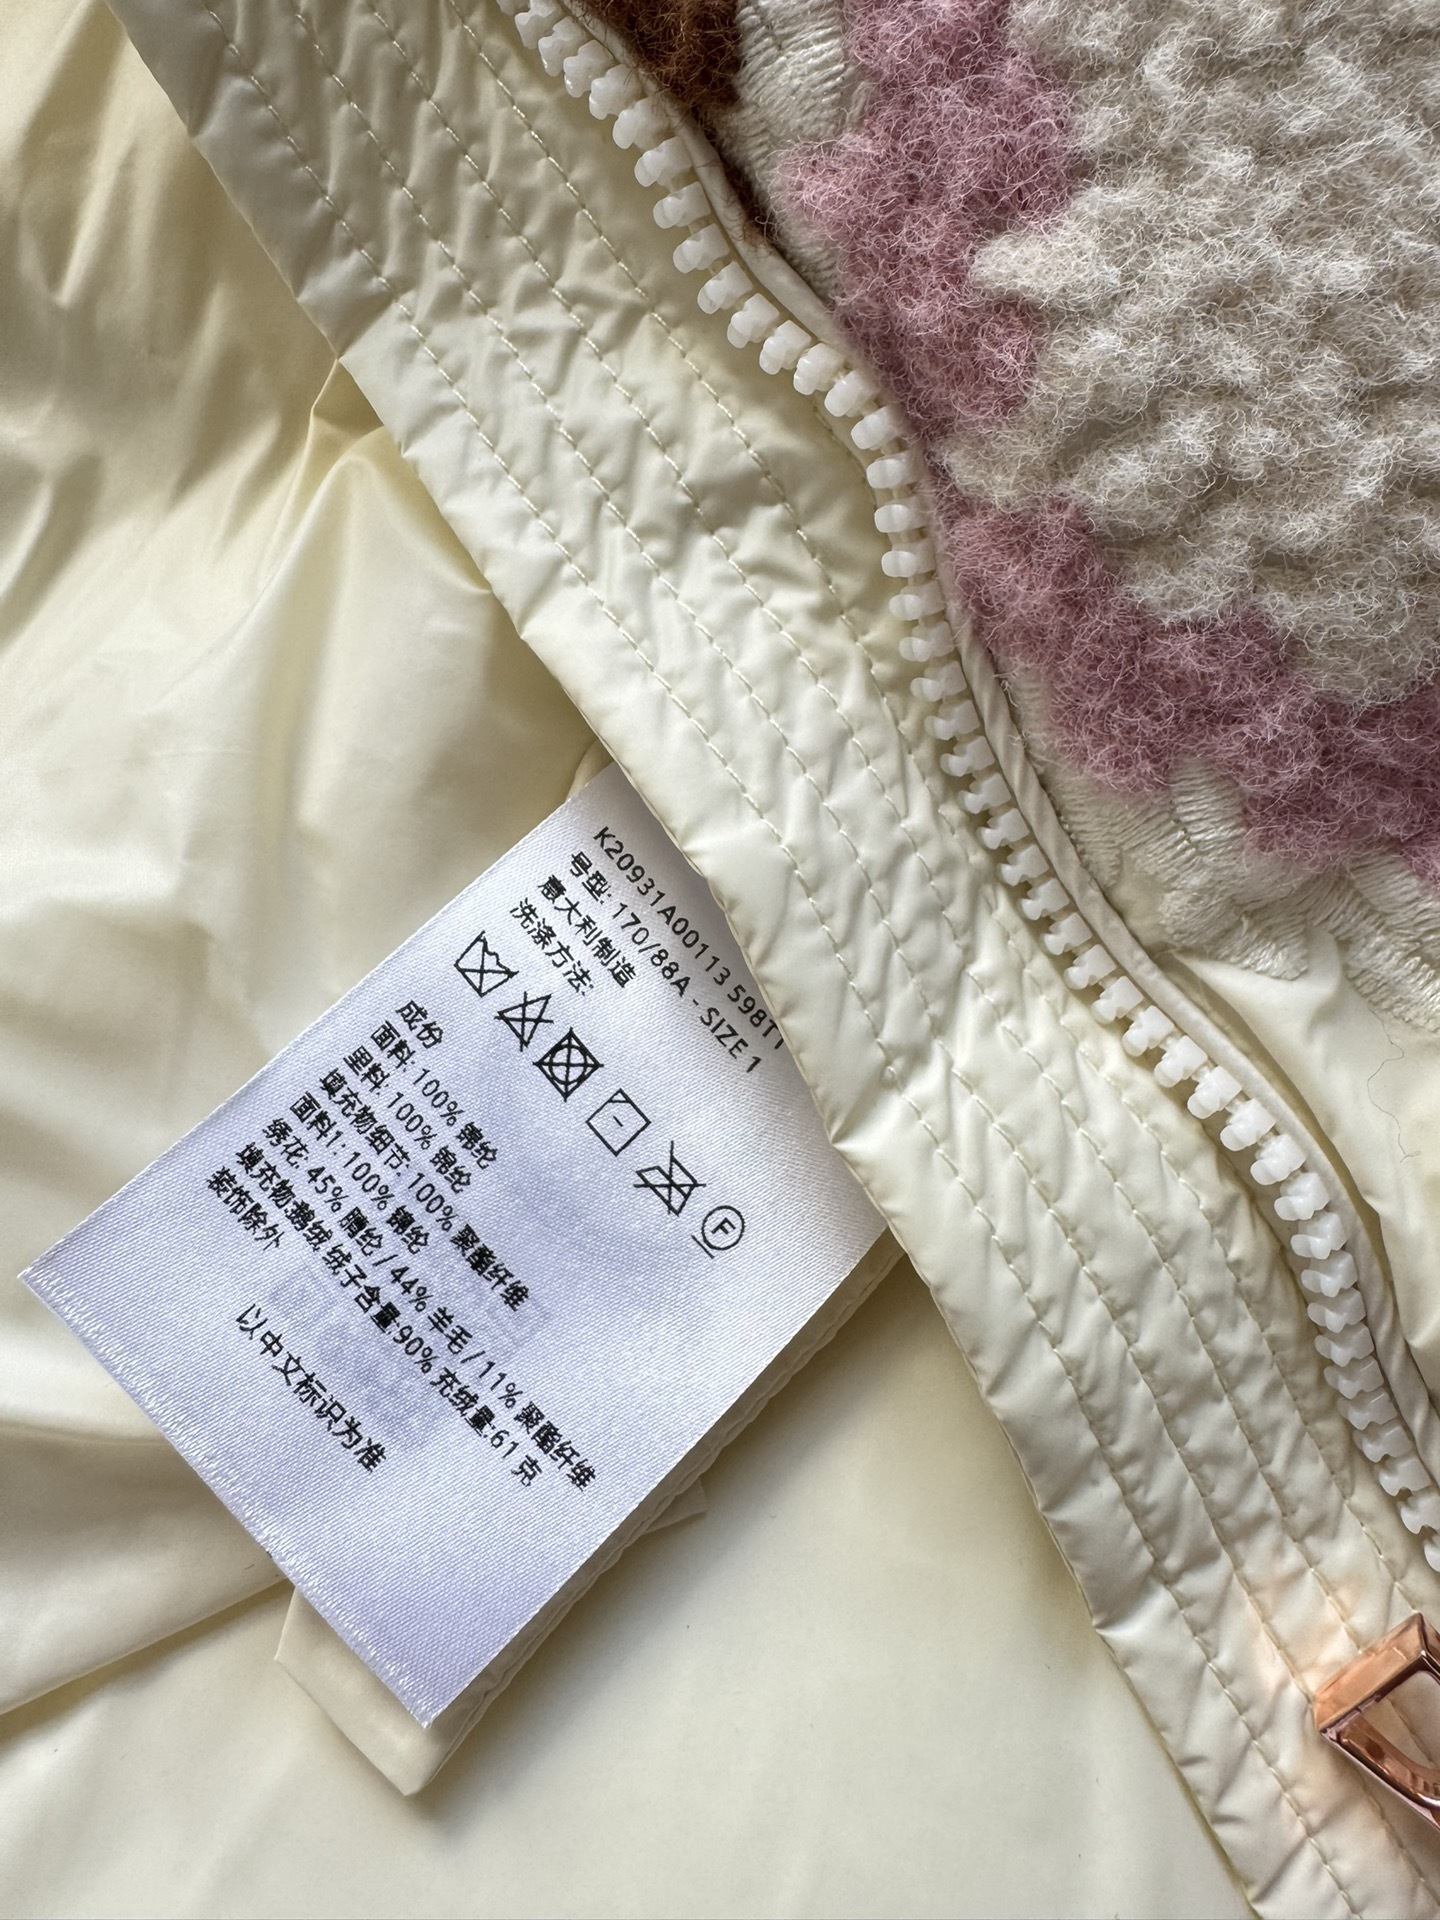 K20931A00113 598TT
号型: 170/88A - SIZE 1
意大利制造
洗涤方法:
F
成份
面料: 100% 锦纶
里料: 100% 锦纶
填充物细节: 100% 聚酯纤维
面料1: 100% 锦纶
绣花: 45% 腈纶 / 44% 羊毛 / 11% 聚酯纤维
填充物:鹅绒 绒子含量:90% 充绒量:61 克
装饰除外
以中文标识为准